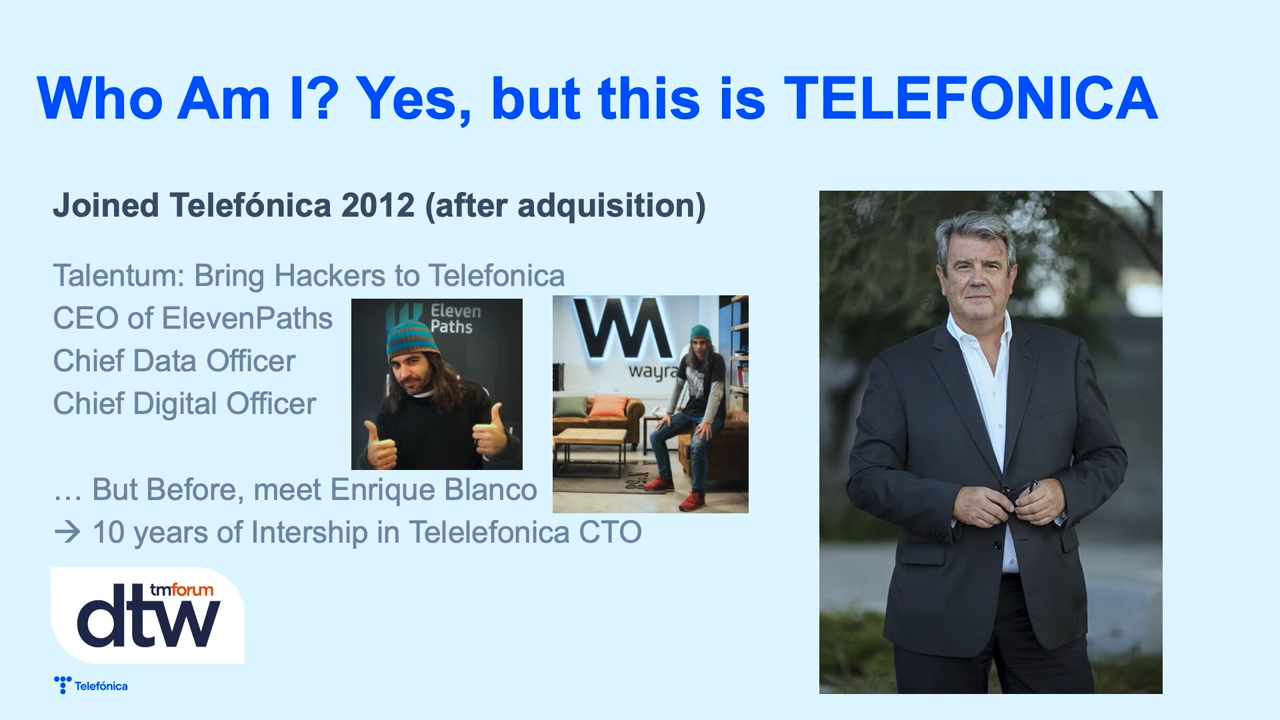 Who Am I? Yes, but this is TELEFONICA
Joined Telefónica 2012 (after adquisition)
Talentum: Bring Hackers to Telefonica
CEO of ElevenPaths
Chief Data Officer
Chief Digital Officer
Eleven
Paths
wayra
… But Before, meet Enrique Blanco
→ 10 years of Intership in Telelefonica CTO
tmforum
dtw
Telefónica